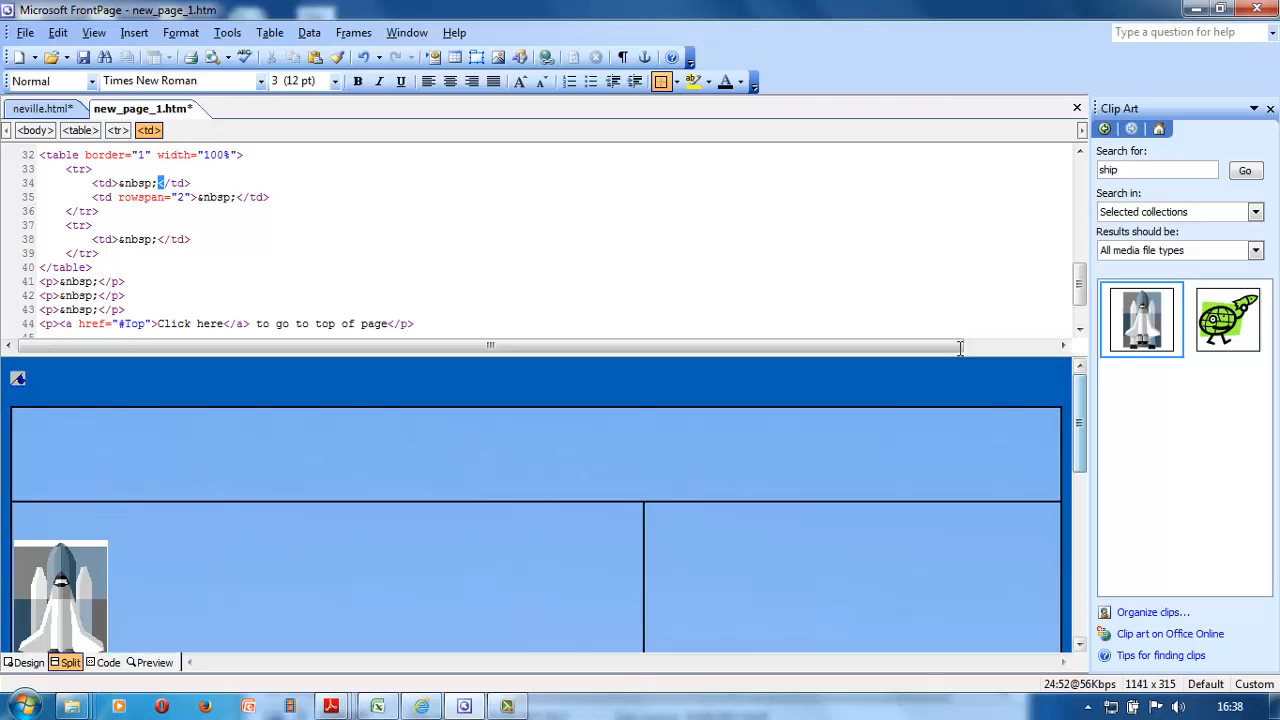 Microsoft FrontPage - new_page_1.htm
File Edit View Insert Format Tools Table Data Frames Window Help
Type a question for help
Normal Times New Roman 3 (12 pt) B I U A A A
neville.html* new_page_1.htm*
Clip Art
<body> <table> <tr> <td>
Search for:
ship
Go
Search in:
Selected collections
Results should be:
All media file types
32 <table border="1" width="100%">
33 <tr>
34 <td>&nbsp;</td>
35 <td rowspan="2">&nbsp;</td>
36 </tr>
37 <tr>
38 <td>&nbsp;</td>
39 </tr>
40 </table>
41 <p>&nbsp;</p>
42 <p>&nbsp;</p>
43 <p>&nbsp;</p>
44 <p><a href="#Top">Click here</a> to go to top of page</p>
Organize clips...
Clip art on Office Online
Tips for finding clips
Design Split Code Preview
24:52@56Kbps 1141 x 315 Default Custom
16:38